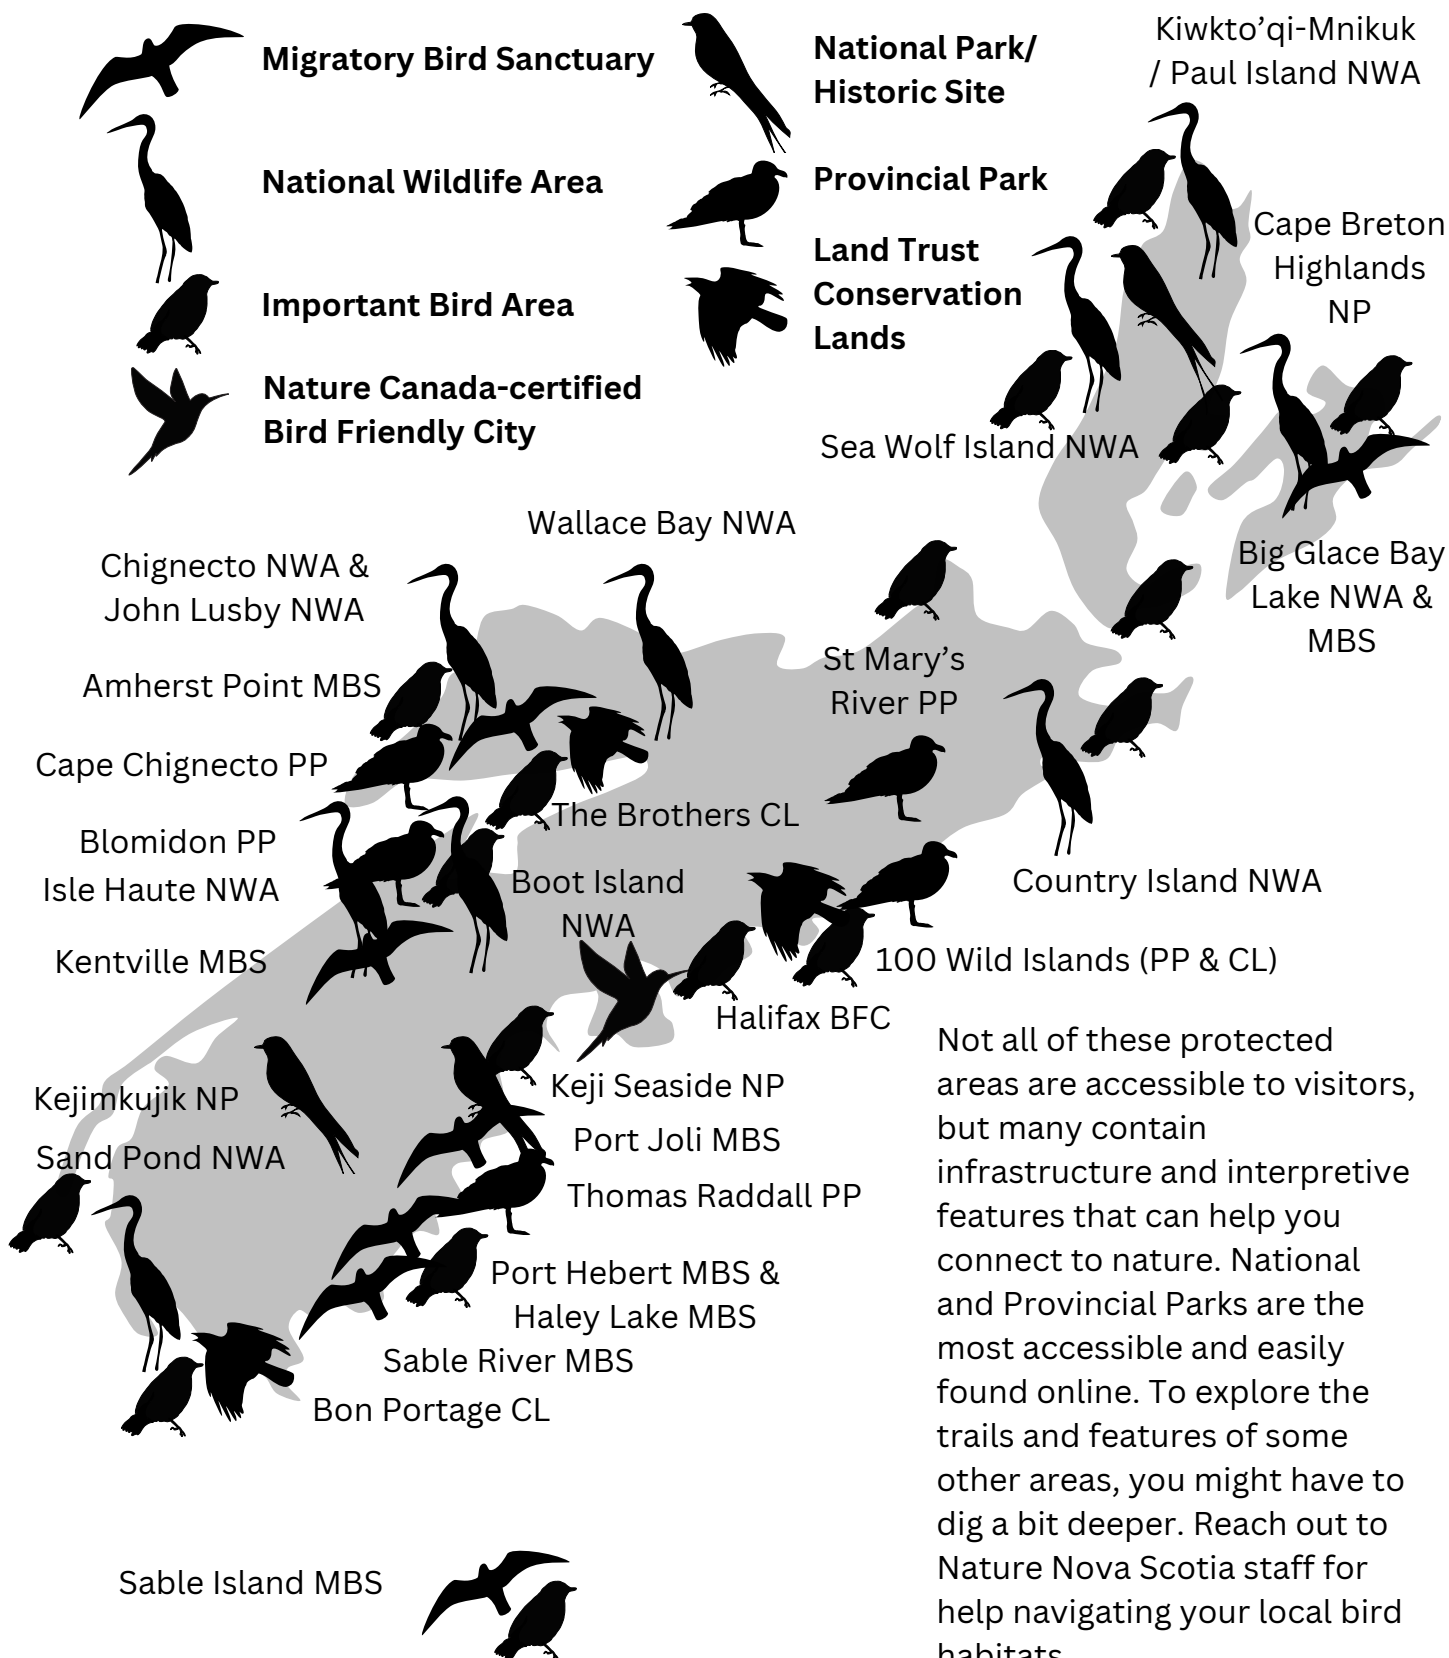 Migratory Bird Sanctuary
National Wildlife Area
Important Bird Area
Nature Canada-certified
Bird Friendly City
National Park/
Historic Site
Provincial Park
Land Trust
Conservation
Lands
Kiwkto’qi-Mnikuk
/ Paul Island NWA
Cape Breton
Highlands
NP
Sea Wolf Island NWA
Big Glace Bay
Lake NWA &
MBS
Wallace Bay NWA
Chignecto NWA &
John Lusby NWA
Amherst Point MBS
St Mary’s
River PP
Cape Chignecto PP
The Brothers CL
Blomidon PP
Isle Haute NWA
Boot Island
NWA
Country Island NWA
Kentville MBS
100 Wild Islands (PP & CL)
Halifax BFC
Kejimkujik NP
Keji Seaside NP
Sand Pond NWA
Port Joli MBS
Thomas Raddall PP
Port Hebert MBS &
Haley Lake MBS
Sable River MBS
Bon Portage CL
Sable Island MBS
Not all of these protected
areas are accessible to visitors,
but many contain
infrastructure and interpretive
features that can help you
connect to nature. National
and Provincial Parks are the
most accessible and easily
found online. To explore the
trails and features of some
other areas, you might have to
dig a bit deeper. Reach out to
Nature Nova Scotia staff for
help navigating your local bird
habitats